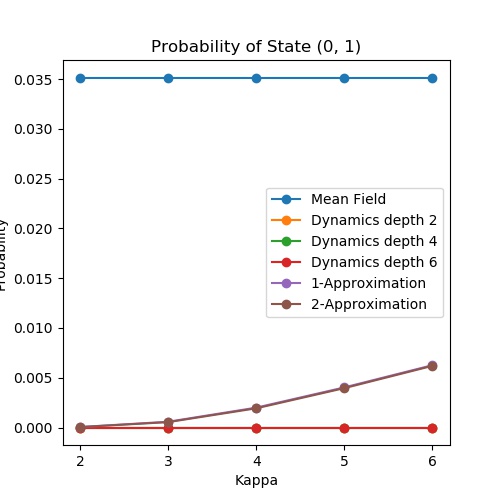 Probability of State (0, 1)
0.035
0.030
0.025
0.020
0.015
0.010
0.005
0.000
Probability
Mean Field
Dynamics depth 2
Dynamics depth 4
Dynamics depth 6
1-Approximation
2-Approximation
2 3 4 5 6
Kappa